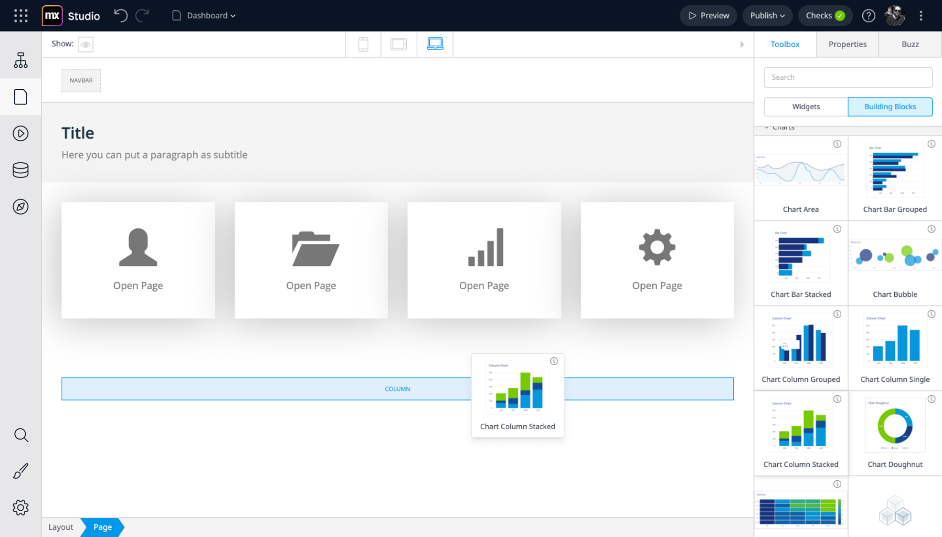 mx Studio
Dashboard
Preview
Publish
Checks
Show:
Toolbox
Properties
Buzz
Search
NAVBAR
Widgets
Building Blocks
Charts
Title
Here you can put a paragraph as subtitle
Chart Area
Chart Bar Grouped
Open Page
Open Page
Open Page
Open Page
Chart Bar Stacked
Chart Bubble
Chart Column Grouped
Chart Column Single
COLUMN
Column Chart
Chart Column Stacked
Chart Column Stacked
Chart Doughnut
Layout
Page